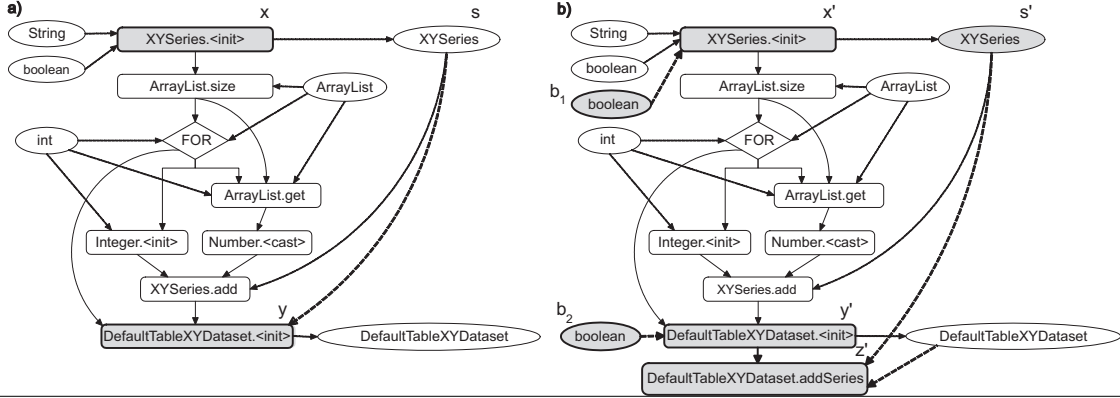 a)
x
s
String
XYSeries.<init>
XYSeries
boolean
ArrayList.size
ArrayList
int
FOR
ArrayList.get
Integer.<init>
Number.<cast>
XYSeries.add
y
DefaultTableXYDataset.<init>
DefaultTableXYDataset
b)
x'
s'
String
XYSeries.<init>
XYSeries
boolean
b1
boolean
ArrayList.size
ArrayList
int
FOR
ArrayList.get
Integer.<init>
Number.<cast>
XYSeries.add
b2
y'
boolean
DefaultTableXYDataset.<init>
DefaultTableXYDataset
z'
DefaultTableXYDataset.addSeries